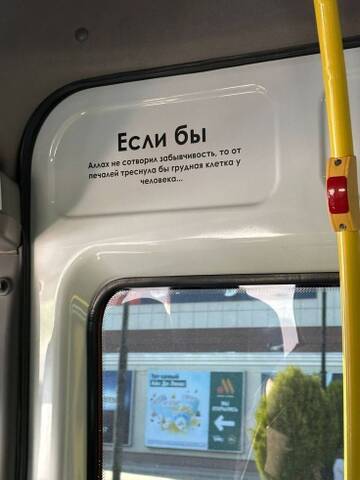 Если бы
Аллах не сотворил забывчивость, то от
печалей треснула бы грудная клетка у
человека...